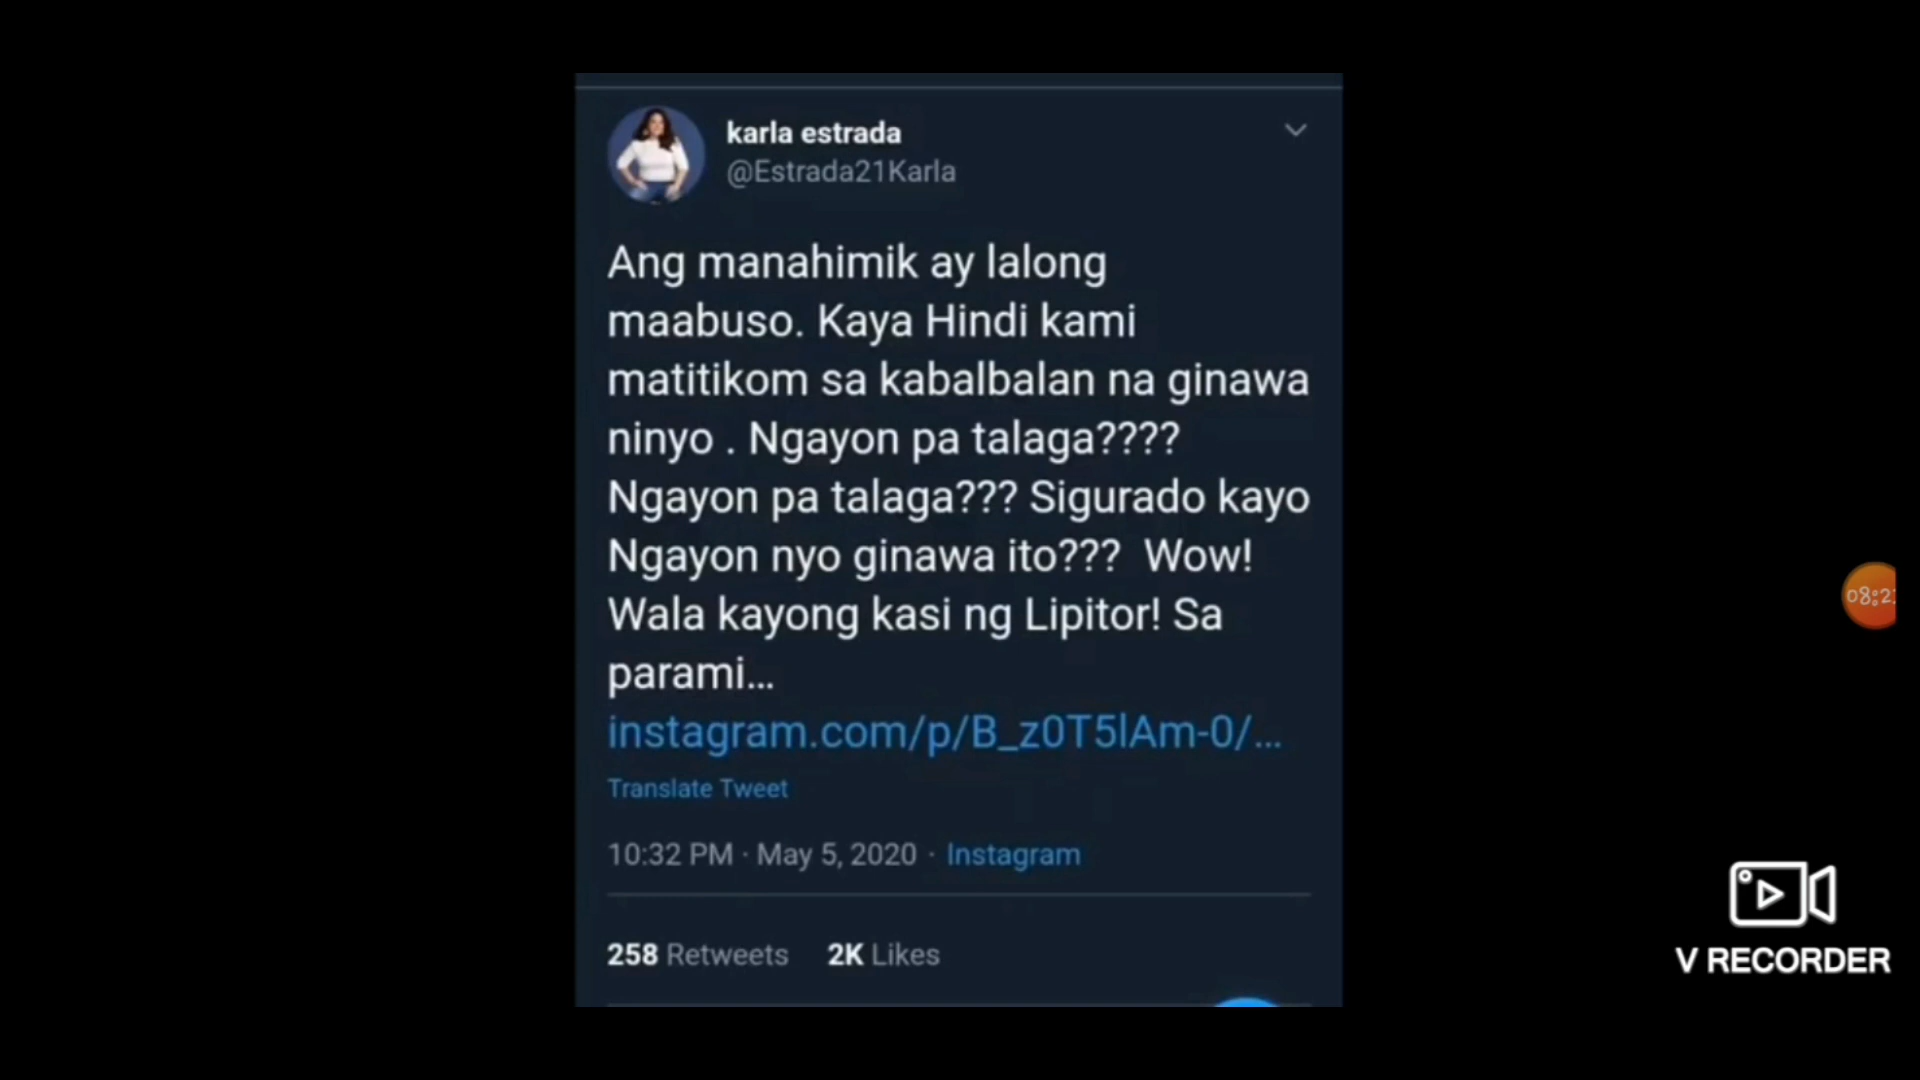 karla estrada
@Estrada21Karla
Ang manahimik ay lalong
maabuso. Kaya Hindi kami
matitikom sa kabalbalan na ginawa
ninyo . Ngayon pa talaga????
Ngayon pa talaga??? Sigurado kayo
Ngayon nyo ginawa ito??? Wow!
Wala kayong kasi ng Lipitor! Sa
parami...
instagram.com/p/B_z0T5lAm-0/...
Translate Tweet
10:32 PM · May 5, 2020 · Instagram
258 Retweets 2K Likes
V RECORDER